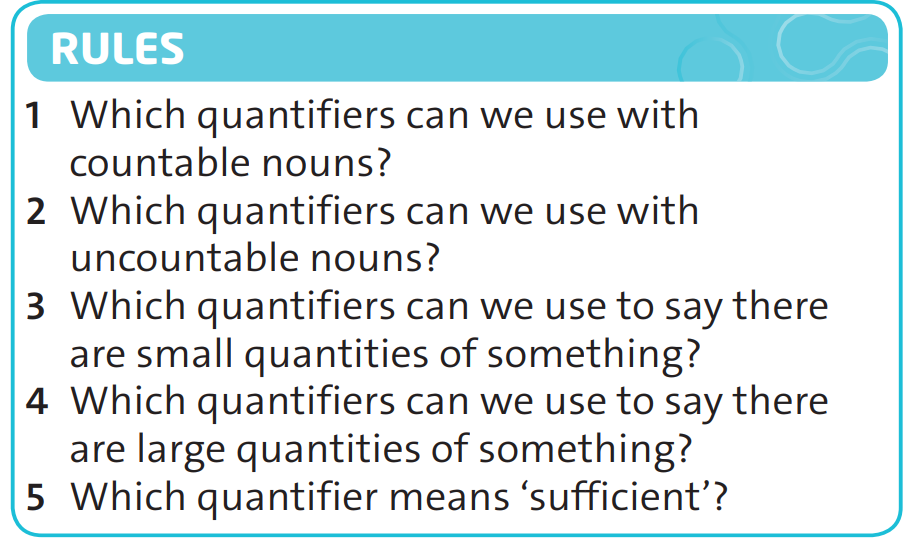 RULES
1 Which quantifiers can we use with
countable nouns?
2 Which quantifiers can we use with
uncountable nouns?
3 Which quantifiers can we use to say there
are small quantities of something?
4 Which quantifiers can we use to say there
are large quantities of something?
5 Which quantifier means ‘sufficient’?